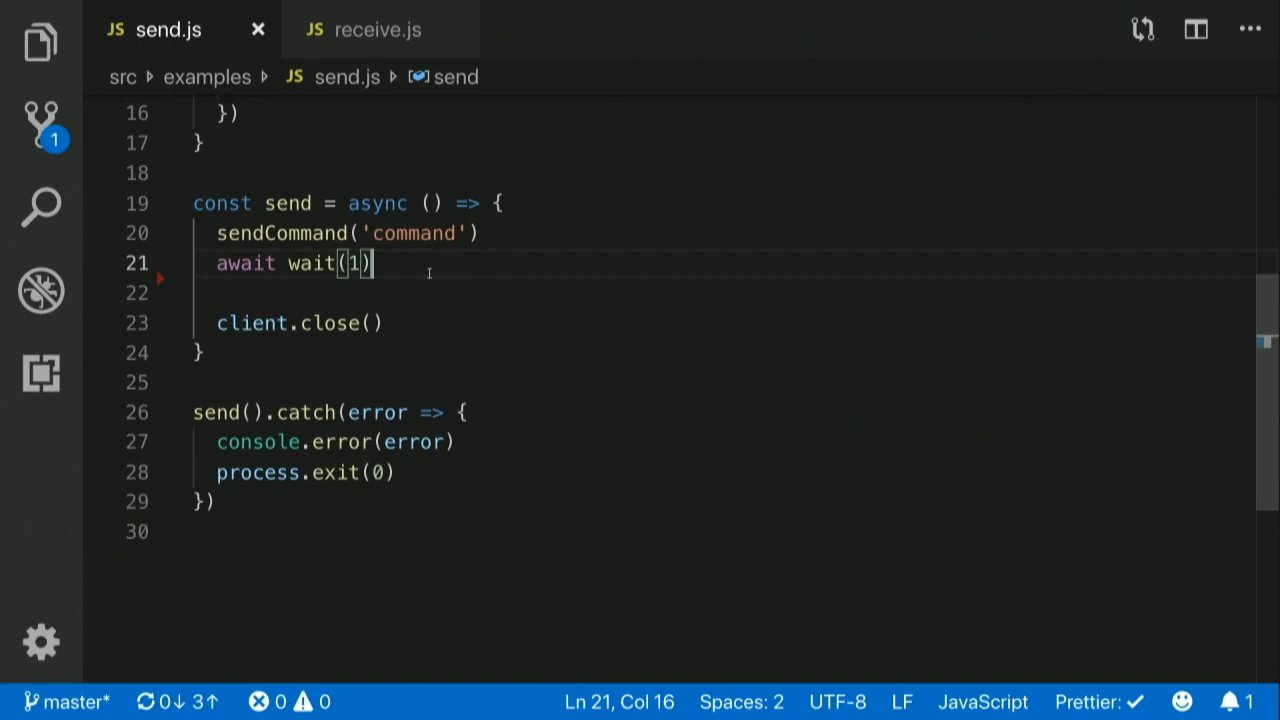 JS send.js × JS receive.js
src examples JS send.js send
16 })
17 }
18
19 const send = async () => {
20 sendCommand('command')
21 await wait(1)
22
23 client.close()
24 }
25
26 send().catch(error => {
27 console.error(error)
28 process.exit(0)
29 })
30
1
master* 0↓ 3↑ 0 0 Ln 21, Col 16 Spaces: 2 UTF-8 LF JavaScript Prettier: ✓ 1